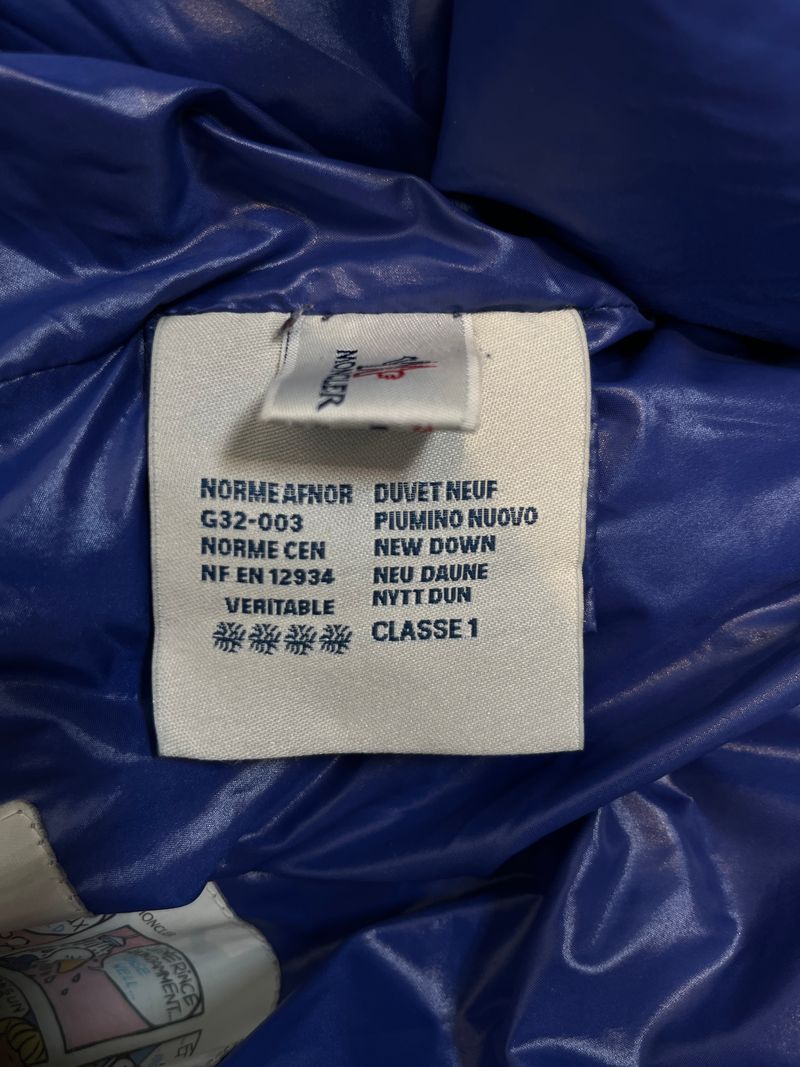 MONCLER
NORME AFNOR
G32-003
NORME CEN
NF EN 12934
VERITABLE
DUVET NEUF
PIUMINO NUOVO
NEW DOWN
NEU DAUNE
NYTT DUN
CLASSE 1
RINCE